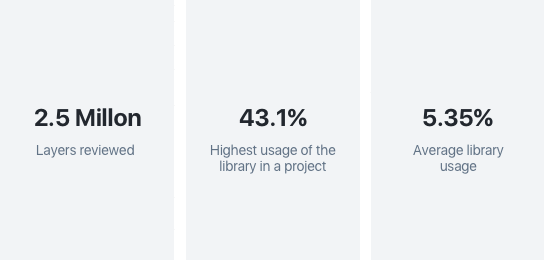 2.5 Millon
Layers reviewed
43.1%
Highest usage of the
library in a project
5.35%
Average library
usage